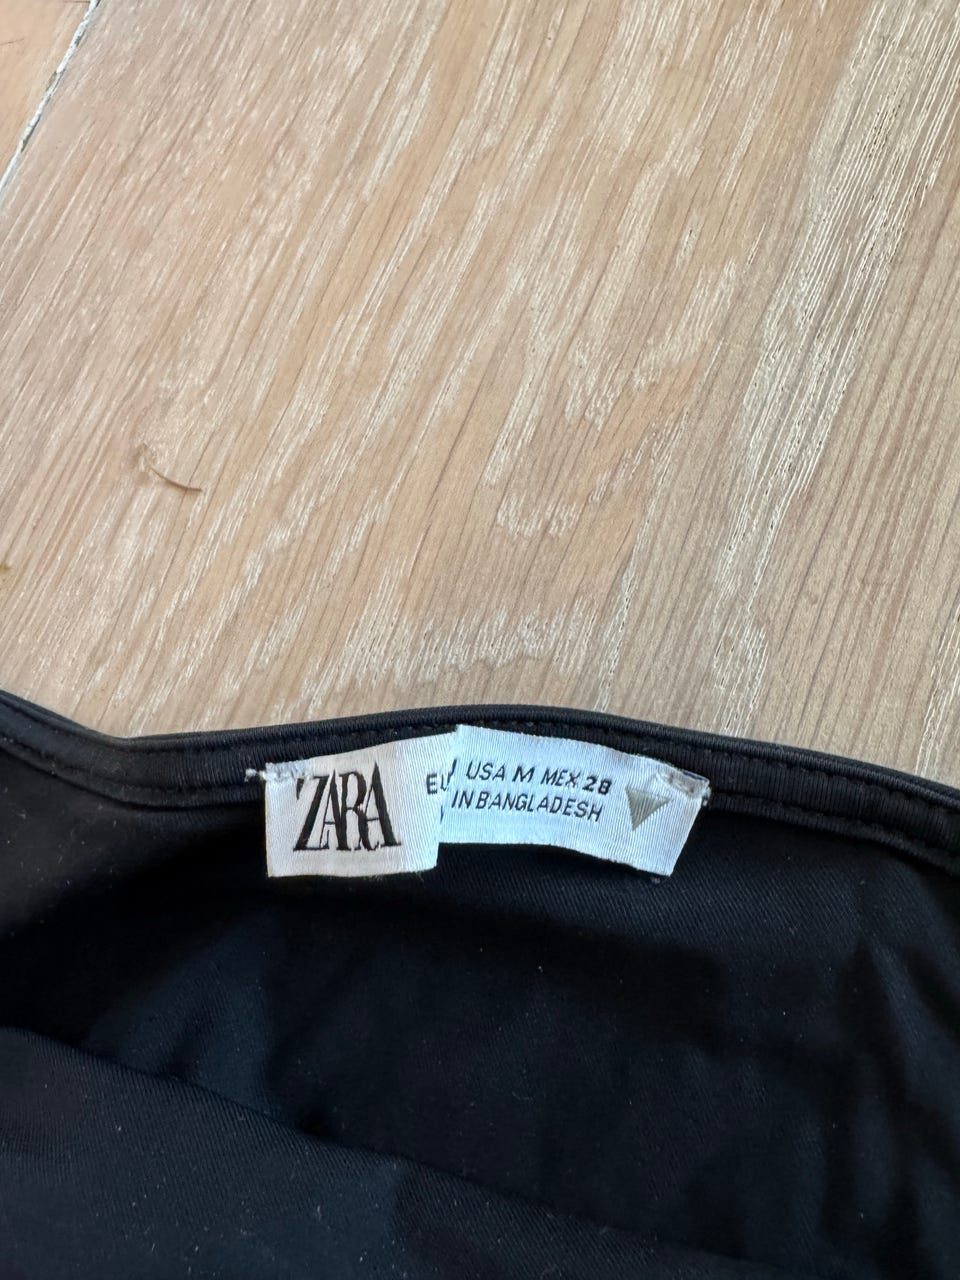 ZARA
USA M MEX 28
IN BANGLADESH